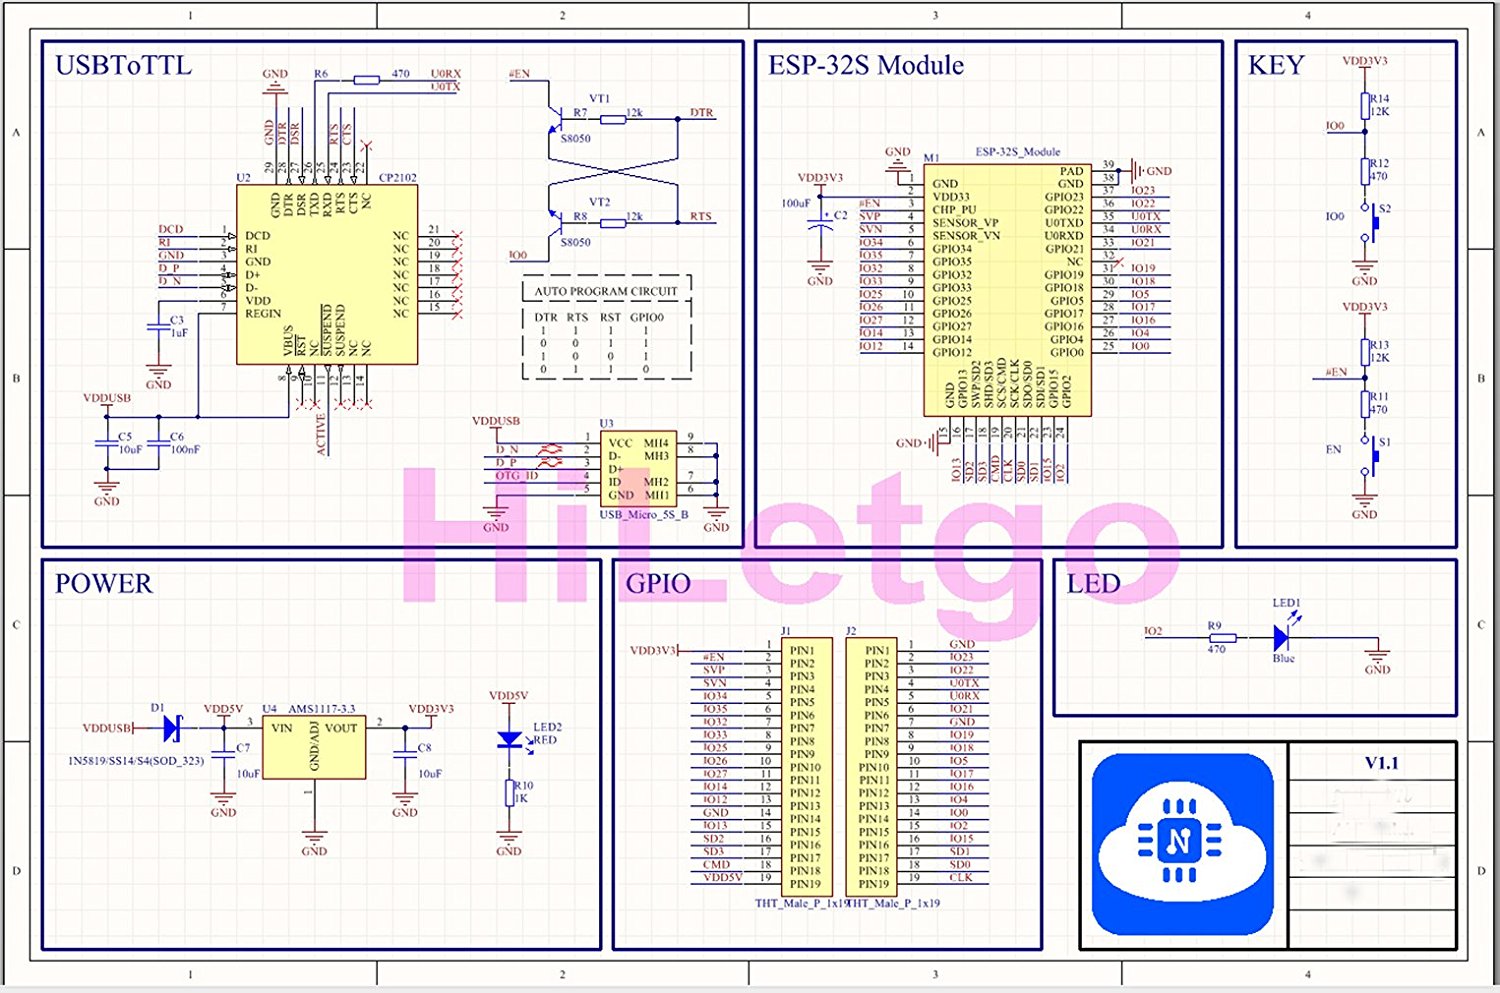 1 2 3 4
A B C D
USBToTTL
GND
R6 470 U0RX
U0TX
GND DTR DSR RTS CTS
29 28 27 26 25 24 23 22
U2 CP2102
GND DTR DSR TXD RXD RTS CTS NC
DCD 1 DCD NC 21
RI 2 RI NC 20
GND 3 GND NC 19
D_P 4 D+ NC 18
D_N 5 D- NC 17
6 VDD NC 16
7 REGIN NC 15
VBUS RST NC SUSPEND SUSPEND NC NC
8 9 10 11 12 13 14
ACTIVE
C3
1uF
GND
VDDUSB
C5
10uF
C6
100nF
GND
#EN
VT1
R7 12k DTR
S8050
VT2
R8 12k RTS
S8050
IO0
AUTO PROGRAM CIRCUIT
DTR RTS RST GPIO0
1 1 1 1
0 0 1 1
1 0 0 1
0 1 1 0
VDDUSB
U3
1 VCC MH4 9
D_N 2 D- MH3 8
D_P 3 D+
OTG_ID 4 ID MH2 7
5 GND MH1 6
USB_Micro_5S_B
GND
GND
ESP-32S Module
M1 ESP-32S_Module
GND
VDD3V3
100uF
+
C2
GND
1 GND
2 VDD33
#EN 3 CHP_PU
SVP 4 SENSOR_VP
SVN 5 SENSOR_VN
IO34 6 GPIO34
IO35 7 GPIO35
IO32 8 GPIO32
IO33 9 GPIO33
IO25 10 GPIO25
IO26 11 GPIO26
IO27 12 GPIO27
IO14 13 GPIO14
IO12 14 GPIO12
PAD 39 GND
GND 38
GPIO23 37 IO23
GPIO22 36 IO22
U0TXD 35 U0TX
U0RXD 34 U0RX
GPIO21 33 IO21
NC 32
GPIO19 31 IO19
GPIO18 30 IO18
GPIO5 29 IO5
GPIO17 28 IO17
GPIO16 27 IO16
GPIO4 26 IO4
GPIO0 25 IO0
GND GPIO13 SWP/SD2 SHD/SD3 SCS/CMD SCK/CLK SDO/SD0 SDI/SD1 GPIO15 GPIO2
GND 15 16 17 18 19 20 21 22 23 24
IO13 SD2 SD3 CMD CLK SD0 SD1 IO15 IO2
KEY
VDD3V3
R14
12K
IO0
R12
470
IO0 S2
GND
VDD3V3
R13
12K
#EN
R11
470
EN S1
GND
HiLetgo
POWER
VDDUSB D1 VDD5V
1N5819/SS14/S4(SOD_323)
C7
10uF
GND
U4 AMS1117-3.3
3 VIN VOUT 2
GND/ADJ
1
GND
VDD3V3
C8
10uF
GND
VDD5V
LED2
RED
R10
1K
GND
GPIO
J1
VDD3V3 1 PIN1
#EN 2 PIN2
SVP 3 PIN3
SVN 4 PIN4
IO34 5 PIN5
IO35 6 PIN6
IO32 7 PIN7
IO33 8 PIN8
IO25 9 PIN9
IO26 10 PIN10
IO27 11 PIN11
IO14 12 PIN12
IO12 13 PIN13
GND 14 PIN14
IO13 15 PIN15
SD2 16 PIN16
SD3 17 PIN17
CMD 18 PIN18
VDD5V 19 PIN19
THT_Male_P_1x19
J2
PIN1 1 GND
PIN2 2 IO23
PIN3 3 IO22
PIN4 4 U0TX
PIN5 5 U0RX
PIN6 6 IO21
PIN7 7 GND
PIN8 8 IO19
PIN9 9 IO18
PIN10 10 IO5
PIN11 11 IO17
PIN12 12 IO16
PIN13 13 IO4
PIN14 14 IO0
PIN15 15 IO2
PIN16 16 IO15
PIN17 17 SD1
PIN18 18 SD0
PIN19 19 CLK
THT_Male_P_1x19
LED
IO2 R9
470
LED1
Blue
GND
N
V1.1
1 2 3 4
A B C D